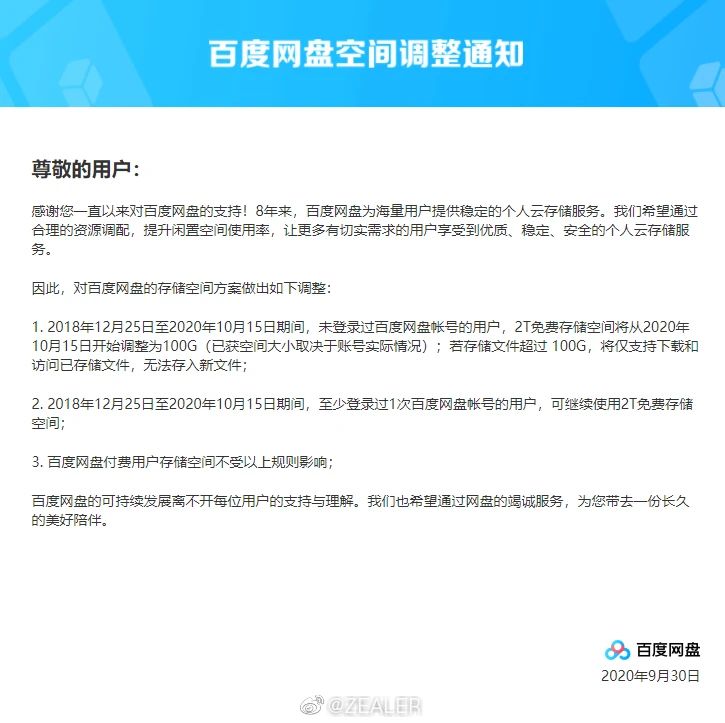 百度网盘空间调整通知
尊敬的用户：
感谢您一直以来对百度网盘的支持！8年来，百度网盘为海量用户提供稳定的个人云存储服务。我们希望通过
合理的资源调配，提升闲置空间使用率，让更多有切实需求的用户享受到优质、稳定、安全的个人云存储服
务。
因此，对百度网盘的存储空间方案做出如下调整：
1. 2018年12月25日至2020年10月15日期间，未登录过百度网盘帐号的用户，2T免费存储空间将从2020年
10月15日开始调整为100G（已获空间大小取决于账号实际情况）；若存储文件超过 100G，将仅支持下载和
访问已存储文件，无法存入新文件；
2. 2018年12月25日至2020年10月15日期间，至少登录过1次百度网盘帐号的用户，可继续使用2T免费存储
空间；
3. 百度网盘付费用户存储空间不受以上规则影响；
百度网盘的可持续发展离不开每位用户的支持与理解。我们也希望通过网盘的竭诚服务，为您带去一份长久
的美好陪伴。
百度网盘
2020年9月30日
@ZEALER